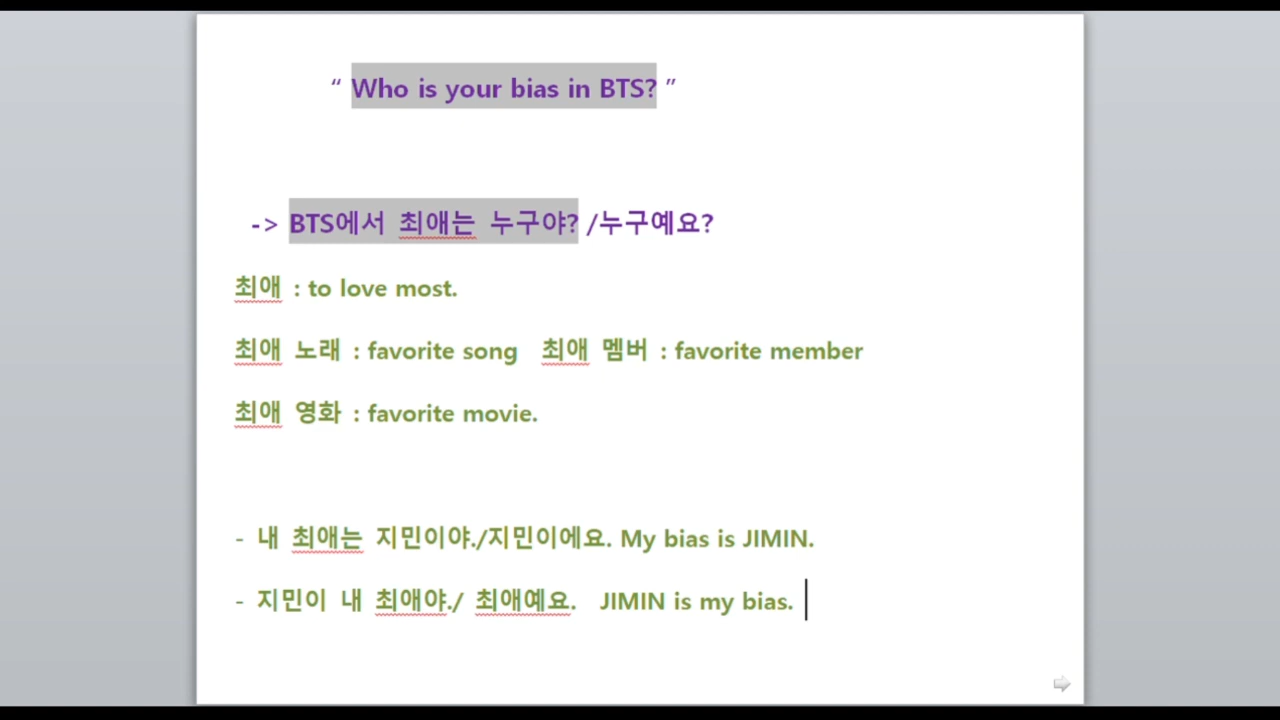 “ Who is your bias in BTS? ”
-> BTS에서 최애는 누구야? /누구예요?
최애 : to love most.
최애 노래 : favorite song 최애 멤버 : favorite member
최애 영화 : favorite movie.
- 내 최애는 지민이야./지민이에요. My bias is JIMIN.
- 지민이 내 최애야./ 최애예요. JIMIN is my bias.